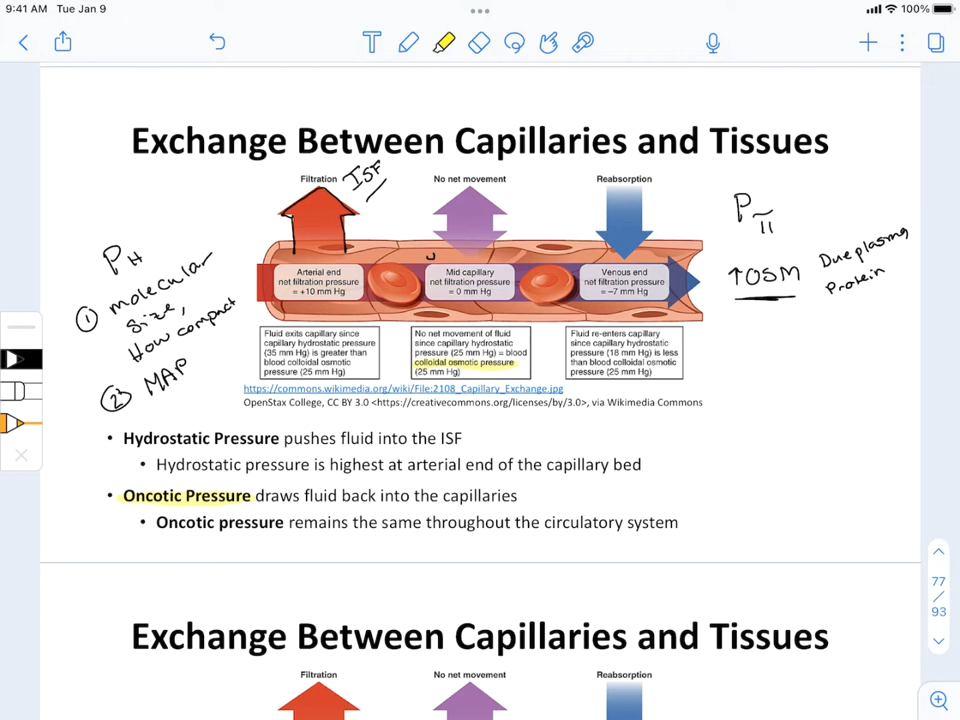 9:41 AM Tue Jan 9
100%
Exchange Between Capillaries and Tissues
Filtration
ISF
No net movement
Reabsorption
PH
① molecular
size,
How compact
② MAP
Pπ
↑OSM
Due plasma
Protein
Arterial end
net filtration pressure
= +10 mm Hg
Mid capillary
net filtration pressure
= 0 mm Hg
Venous end
net filtration pressure
= –7 mm Hg
Fluid exits capillary since
capillary hydrostatic pressure
(35 mm Hg) is greater than
blood colloidal osmotic
pressure (25 mm Hg)
No net movement of fluid
since capillary hydrostatic
pressure (25 mm Hg) = blood
colloidal osmotic pressure
(25 mm Hg)
Fluid re-enters capillary
since capillary hydrostatic
pressure (18 mm Hg) is less
than blood colloidal osmotic
pressure (25 mm Hg)
https://commons.wikimedia.org/wiki/File:2108_Capillary_Exchange.jpg
OpenStax College, CC BY 3.0 <https://creativecommons.org/licenses/by/3.0>, via Wikimedia Commons
• Hydrostatic Pressure pushes fluid into the ISF
• Hydrostatic pressure is highest at arterial end of the capillary bed
• Oncotic Pressure draws fluid back into the capillaries
• Oncotic pressure remains the same throughout the circulatory system
77
/
93
Exchange Between Capillaries and Tissues
Filtration
No net movement
Reabsorption